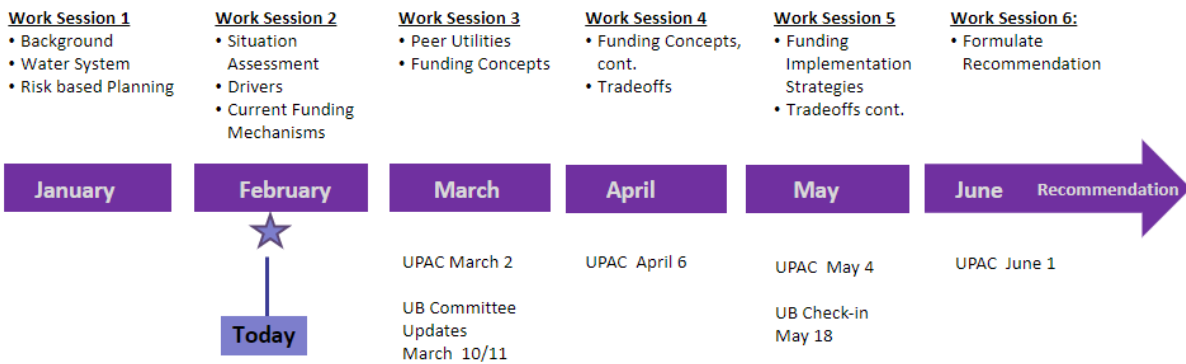 Work Session 1
• Background
• Water System
• Risk based Planning
Work Session 2
• Situation
Assessment
• Drivers
• Current Funding
Mechanisms
Work Session 3
• Peer Utilities
• Funding Concepts
Work Session 4
• Funding Concepts,
cont.
• Tradeoffs
Work Session 5
• Funding
Implementation
Strategies
• Tradeoffs cont.
Work Session 6:
• Formulate
Recommendation
January
February
March
April
May
June Recommendation
Today
UPAC March 2
UB Committee
Updates
March 10/11
UPAC April 6
UPAC May 4
UB Check-in
May 18
UPAC June 1